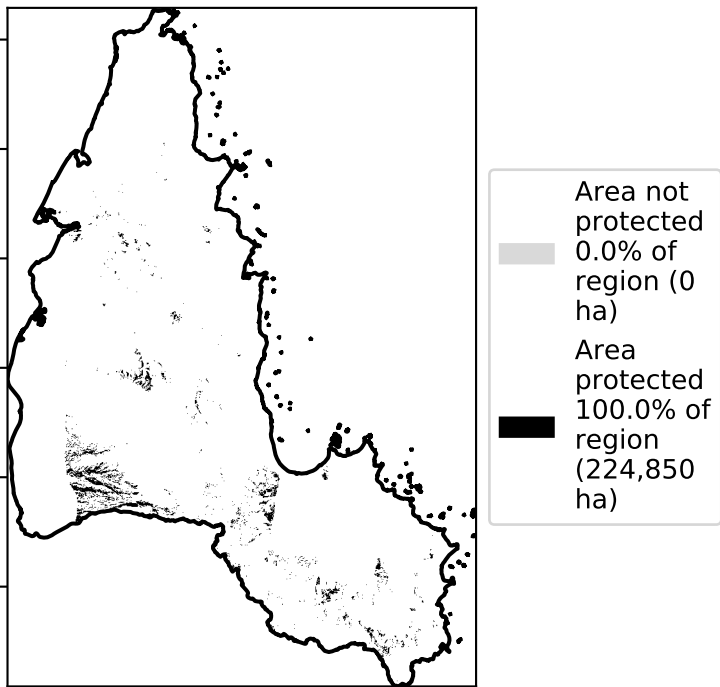 Area not
protected
0.0% of
region (0
ha)
Area
protected
100.0% of
region
(224,850
ha)